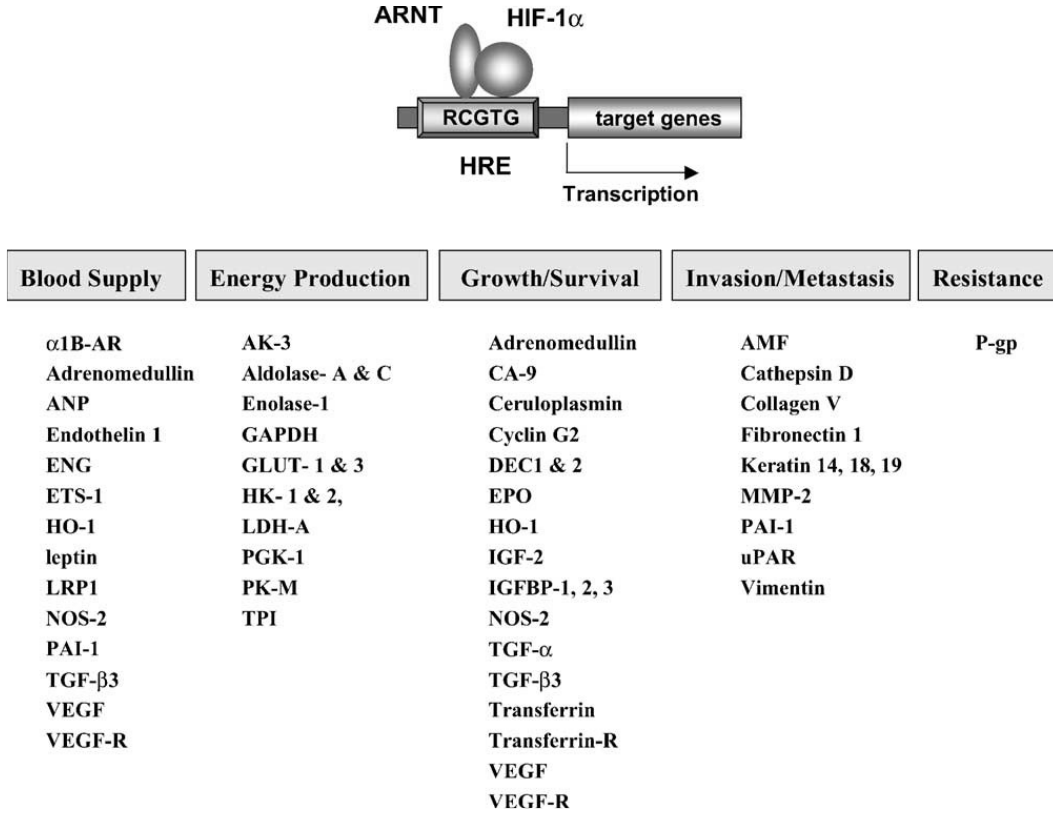 ARNT HIF-1α
RCGTG target genes
HRE
Transcription
Blood Supply Energy Production Growth/Survival Invasion/Metastasis Resistance
α1B-AR AK-3 Adrenomedullin AMF P-gp
Adrenomedullin Aldolase- A & C CA-9 Cathepsin D
ANP Enolase-1 Ceruloplasmin Collagen V
Endothelin 1 GAPDH Cyclin G2 Fibronectin 1
ENG GLUT- 1 & 3 DEC1 & 2 Keratin 14, 18, 19
ETS-1 HK- 1 & 2, EPO MMP-2
HO-1 LDH-A HO-1 PAI-1
leptin PGK-1 IGF-2 uPAR
LRP1 PK-M IGFBP-1, 2, 3 Vimentin
NOS-2 TPI NOS-2
PAI-1 TGF-α
TGF-β3 TGF-β3
VEGF Transferrin
VEGF-R Transferrin-R
VEGF
VEGF-R